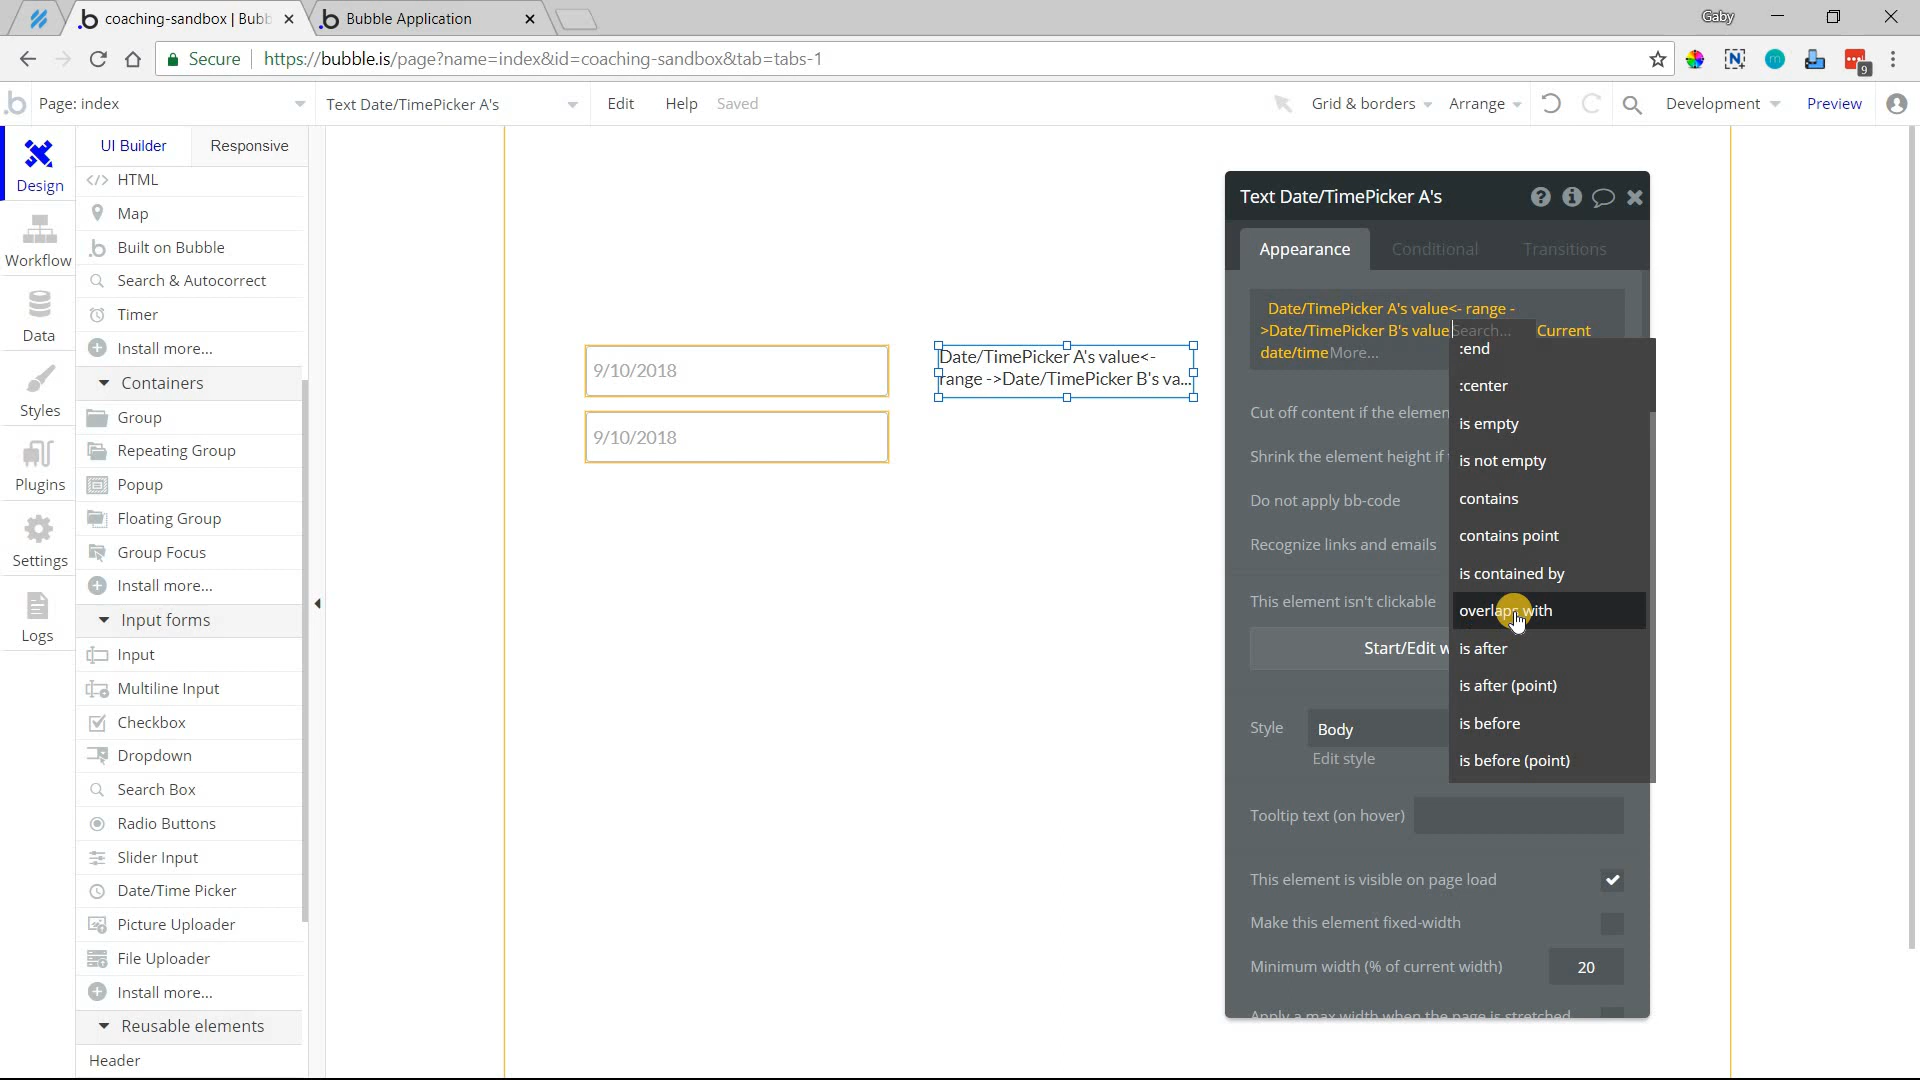 coaching-sandbox | Bubb
Bubble Application
Gaby
Secure
https://bubble.is/page?name=index&id=coaching-sandbox&tab=tabs-1
9
Page: index
Text Date/TimePicker A's
Edit
Help
Saved
Grid & borders
Arrange
Development
Preview
Design
Workflow
Data
Styles
Plugins
Settings
Logs
UI Builder
Responsive
HTML
Map
Built on Bubble
Search & Autocorrect
Timer
Install more...
Containers
Group
Repeating Group
Popup
Floating Group
Group Focus
Install more...
Input forms
Input
Multiline Input
Checkbox
Dropdown
Search Box
Radio Buttons
Slider Input
Date/Time Picker
Picture Uploader
File Uploader
Install more...
Reusable elements
Header
9/10/2018
9/10/2018
Date/TimePicker A's value<-
range ->Date/TimePicker B's va...
Text Date/TimePicker A's
Appearance
Conditional
Transitions
Date/TimePicker A's value<- range -
>Date/TimePicker B's value Search... Current
date/time More...
Cut off content if the elemen
Shrink the element height if
Do not apply bb-code
Recognize links and emails
This element isn't clickable
Start/Edit w
Style
Body
Edit style
Tooltip text (on hover)
This element is visible on page load
Make this element fixed-width
Minimum width (% of current width)
20
Apply a max width when the page is stretched
:end
:center
is empty
is not empty
contains
contains point
is contained by
overlaps with
is after
is after (point)
is before
is before (point)